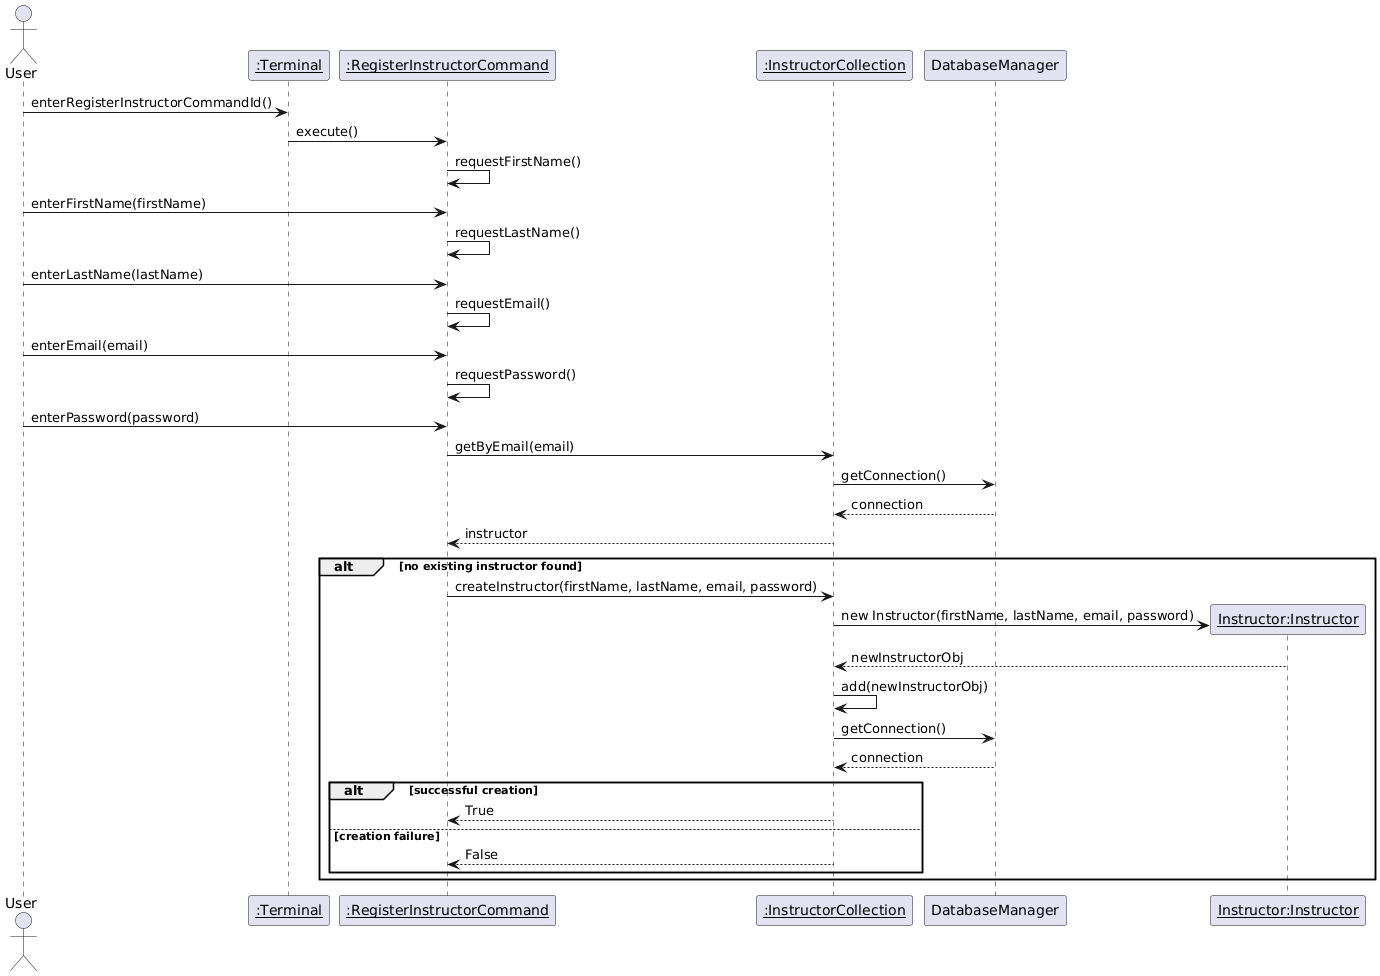 User
:Terminal
:RegisterInstructorCommand
:InstructorCollection
DatabaseManager
enterRegisterInstructorCommandId()
execute()
requestFirstName()
enterFirstName(firstName)
requestLastName()
enterLastName(lastName)
requestEmail()
enterEmail(email)
requestPassword()
enterPassword(password)
getByEmail(email)
getConnection()
connection
instructor
alt [no existing instructor found]
createInstructor(firstName, lastName, email, password)
new Instructor(firstName, lastName, email, password)
Instructor:Instructor
newInstructorObj
add(newInstructorObj)
getConnection()
connection
alt [successful creation]
True
[creation failure]
False
User
:Terminal
:RegisterInstructorCommand
:InstructorCollection
DatabaseManager
Instructor:Instructor